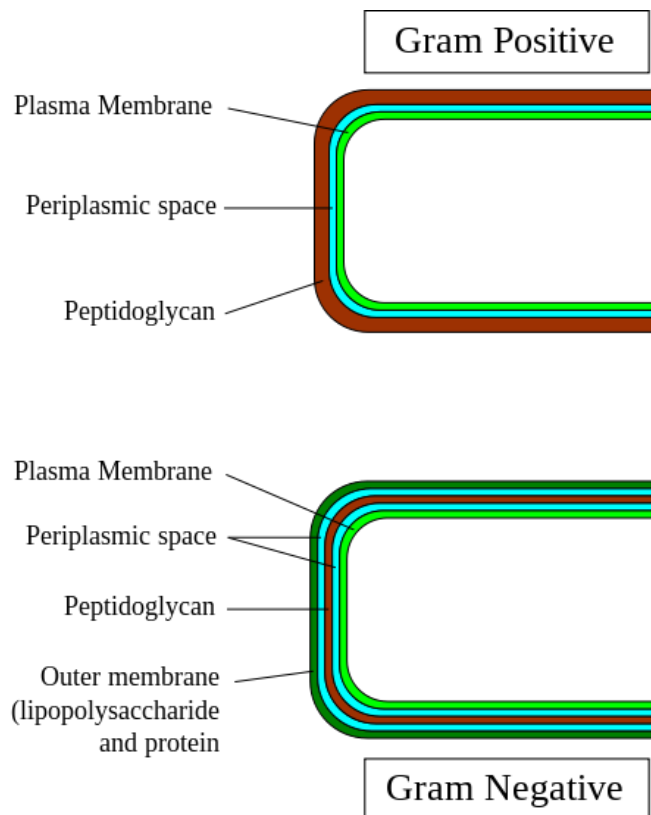 Gram Positive
Plasma Membrane
Periplasmic space
Peptidoglycan
Plasma Membrane
Periplasmic space
Peptidoglycan
Outer membrane
(lipopolysaccharide
and protein
Gram Negative